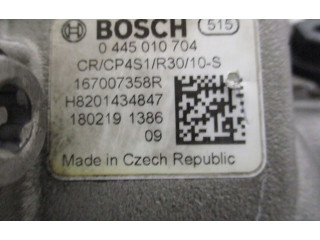 BOSCH 515
0 445 010 704
CR/CP4S1/R30/10-S
167007358R
H8201434847
180219 1386
09
Made in Czech Republic